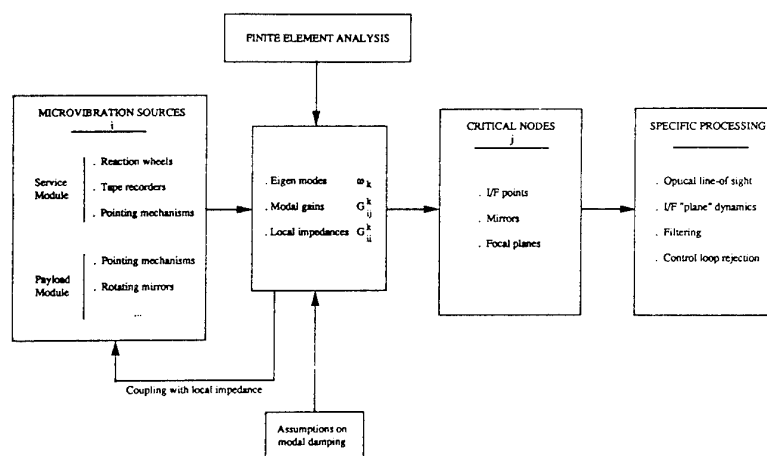 FINITE ELEMENT ANALYSIS
MICROVIBRATION SOURCES
i
Service
Module
. Reaction wheels
. Tape recorders
. Pointing mechanisms
Payload
Module
. Pointing mechanisms
. Rotating mirrors
...
. Eigen modes ω k
. Modal gains G k ij
. Local impedances G k ii
CRITICAL NODES
j
. I/F points
. Mirrors
. Focal planes
SPECIFIC PROCESSING
. Optical line-of sight
. I/F "plane" dynamics
. Filtering
. Control loop rejection
Coupling with local impedance
Assumptions on
modal damping